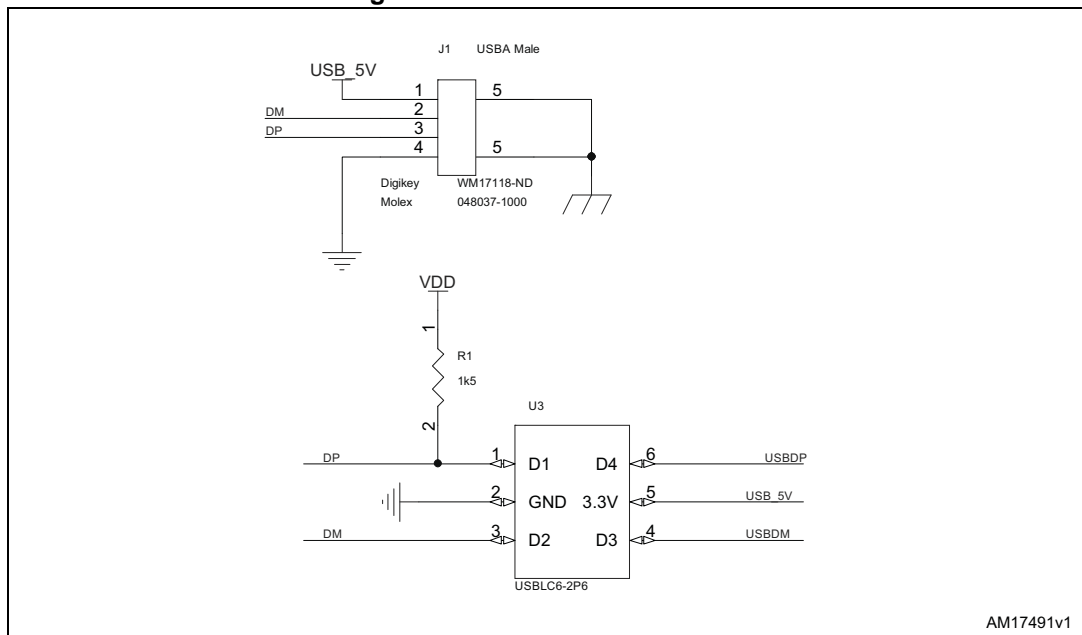 J1 USBA Male
USB_5V
1 5
DM 2
DP 3
4 5
Digikey WM17118-ND
Molex 048037-1000
VDD
1
R1
1k5
2
U3
DP 1 D1 D4 6 USBDP
2 GND 3.3V 5 USB_5V
DM 3 D2 D3 4 USBDM
USBLC6-2P6
AM17491v1